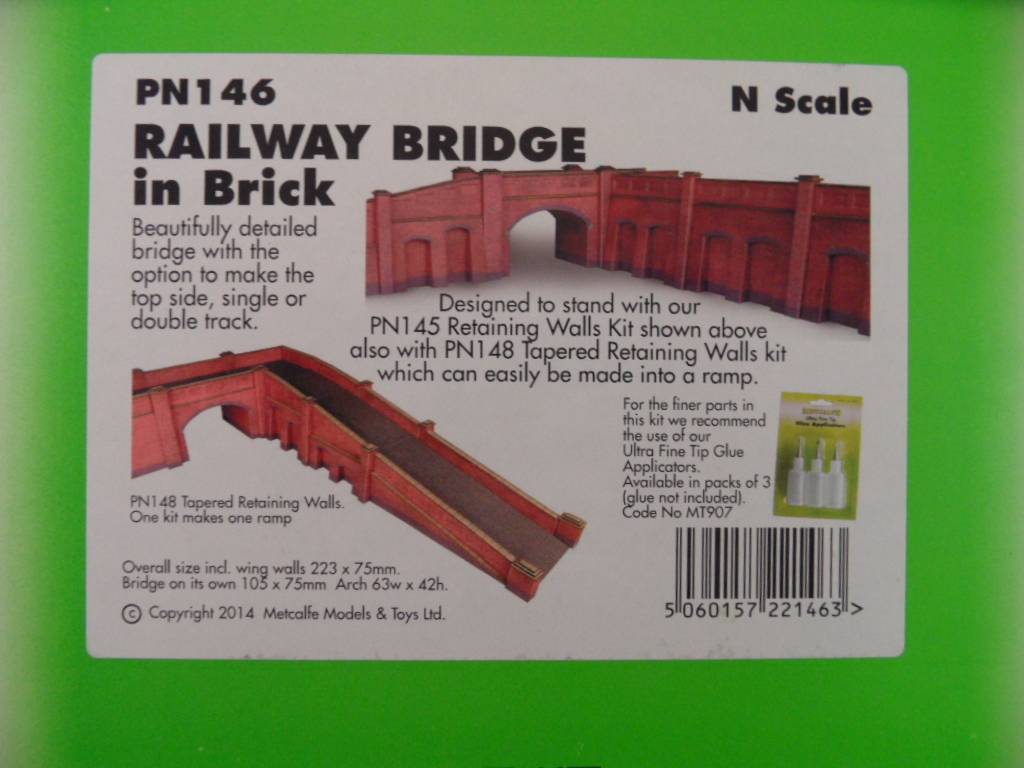 PN146
N Scale
RAILWAY BRIDGE
in Brick
Beautifully detailed
bridge with the
option to make the
top side, single or
double track.
Designed to stand with our
PN145 Retaining Walls Kit shown above
also with PN148 Tapered Retaining Walls kit
which can easily be made into a ramp.
For the finer parts in
this kit we recommend
the use of our
Ultra Fine Tip Glue
Applicators.
Available in packs of 3
(glue not included).
Code No MT907
Ultra Fine Tip
Glue Applicators
PN148 Tapered Retaining Walls.
One kit makes one ramp
Overall size incl. wing walls 223 x 75mm.
Bridge on its own 105 x 75mm Arch 63w x 42h.
© Copyright 2014 Metcalfe Models & Toys Ltd.
5 060157 221463 >